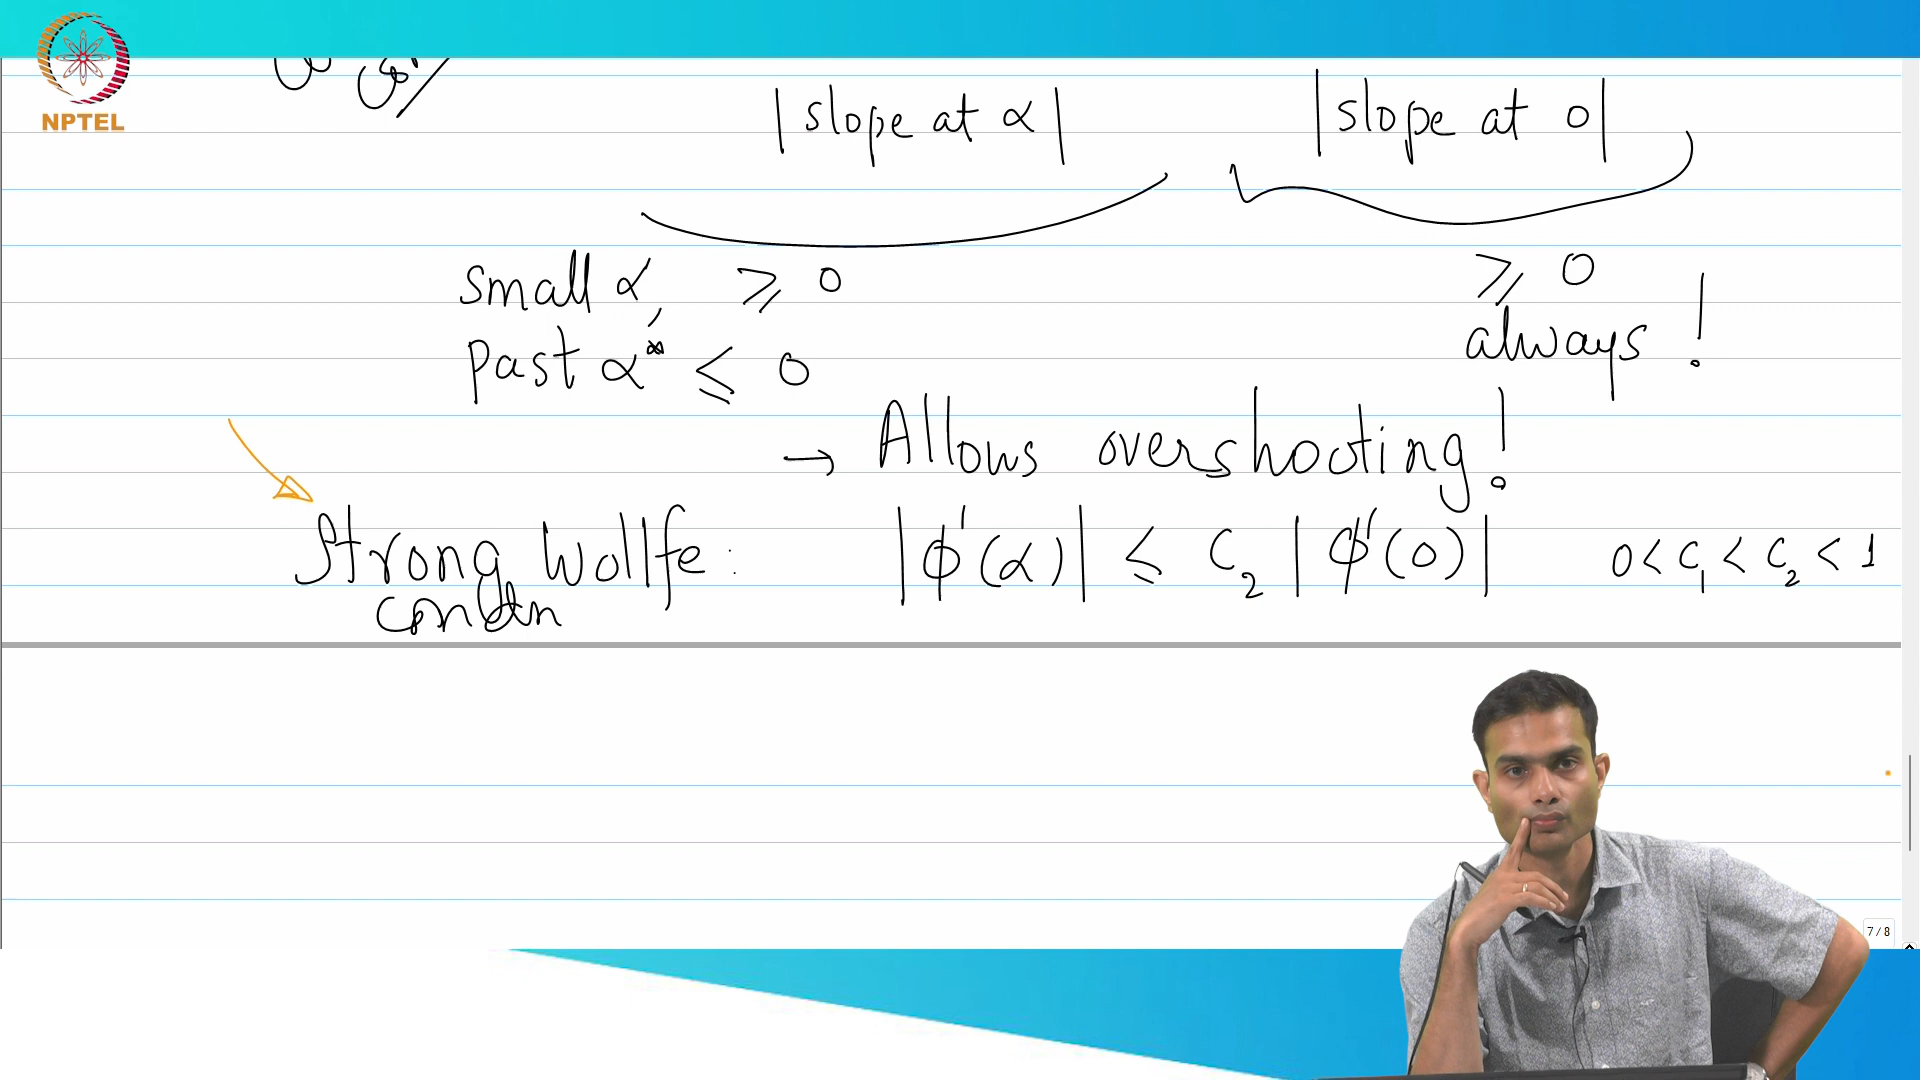 NPTEL
|slope at α| |slope at 0|
small α, ≥ 0 ≥ 0
past α* ≤ 0 always!
→ Allows overshooting!
Strong Wollfe: |ϕ'(α)| ≤ C₂ |ϕ'(0)| 0 < C₁ < C₂ < 1
condn
7 / 8